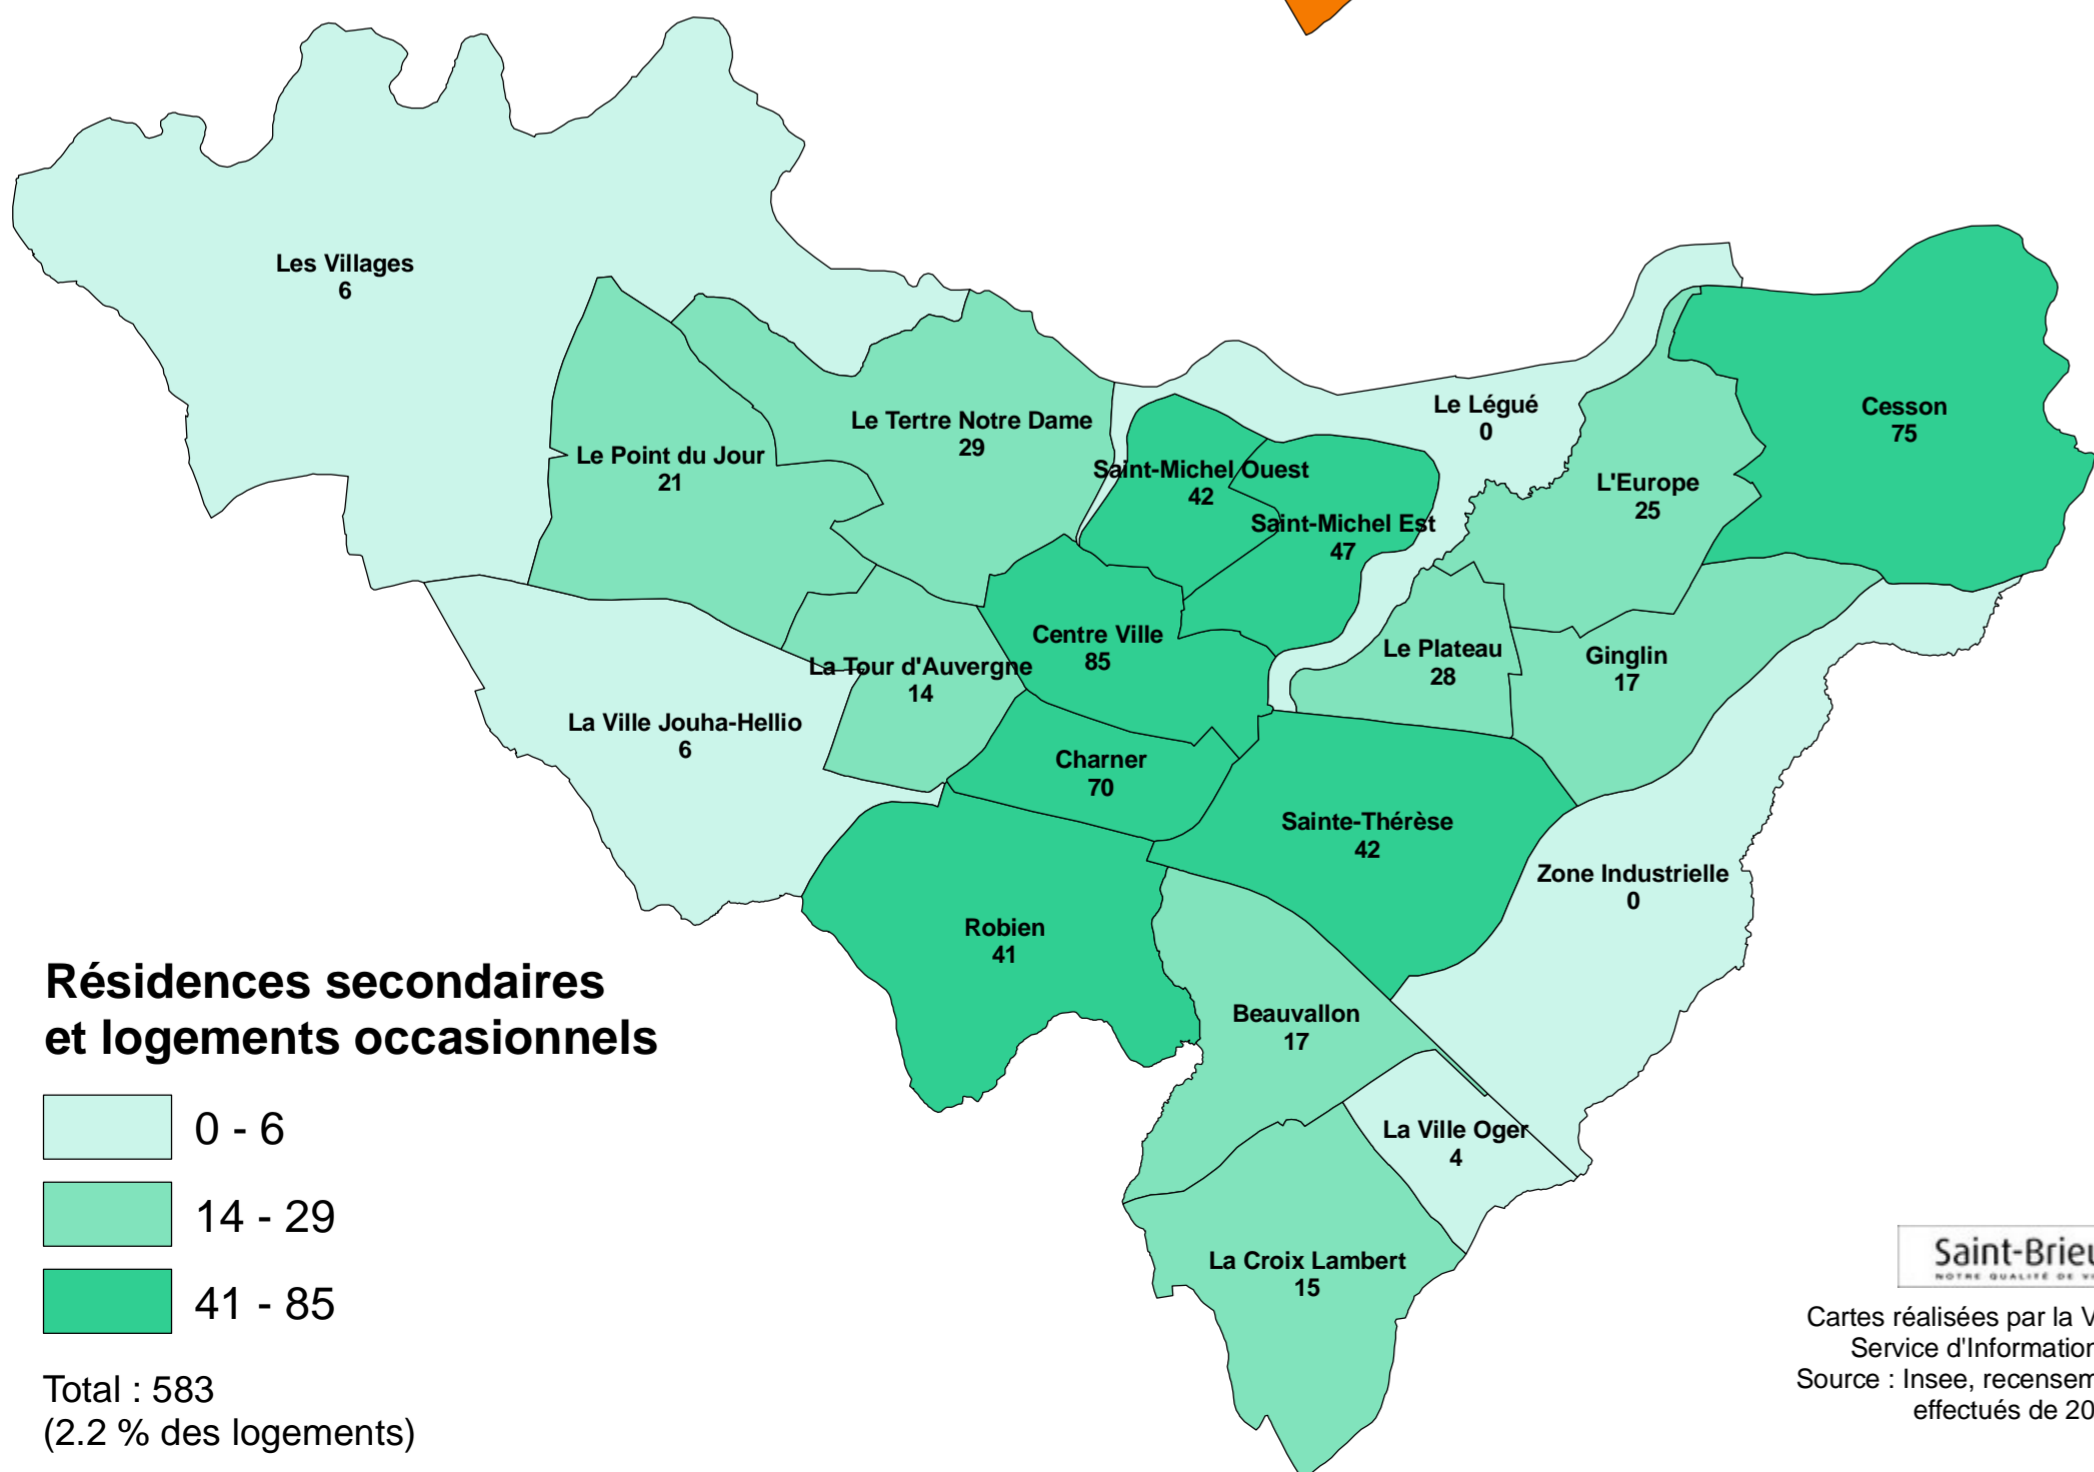 Les Villages
6
Le Point du Jour
21
Le Tertre Notre Dame
29
Saint-Michel Ouest
42
Saint-Michel Est
47
Le Légué
0
L'Europe
25
Cesson
75
Centre Ville
85
Le Plateau
28
Ginglin
17
La Tour d'Auvergne
14
La Ville Jouha-Hellio
6
Charner
70
Sainte-Thérèse
42
Zone Industrielle
0
Robien
41
Beauvallon
17
La Ville Oger
4
La Croix Lambert
15
Résidences secondaires
et logements occasionnels
0 - 6
14 - 29
41 - 85
Total : 583
(2.2 % des logements)
Saint-Brieu
NOTRE QUALITÉ DE VI
Cartes réalisées par la V
Service d'Information
Source : Insee, recensem
effectués de 20